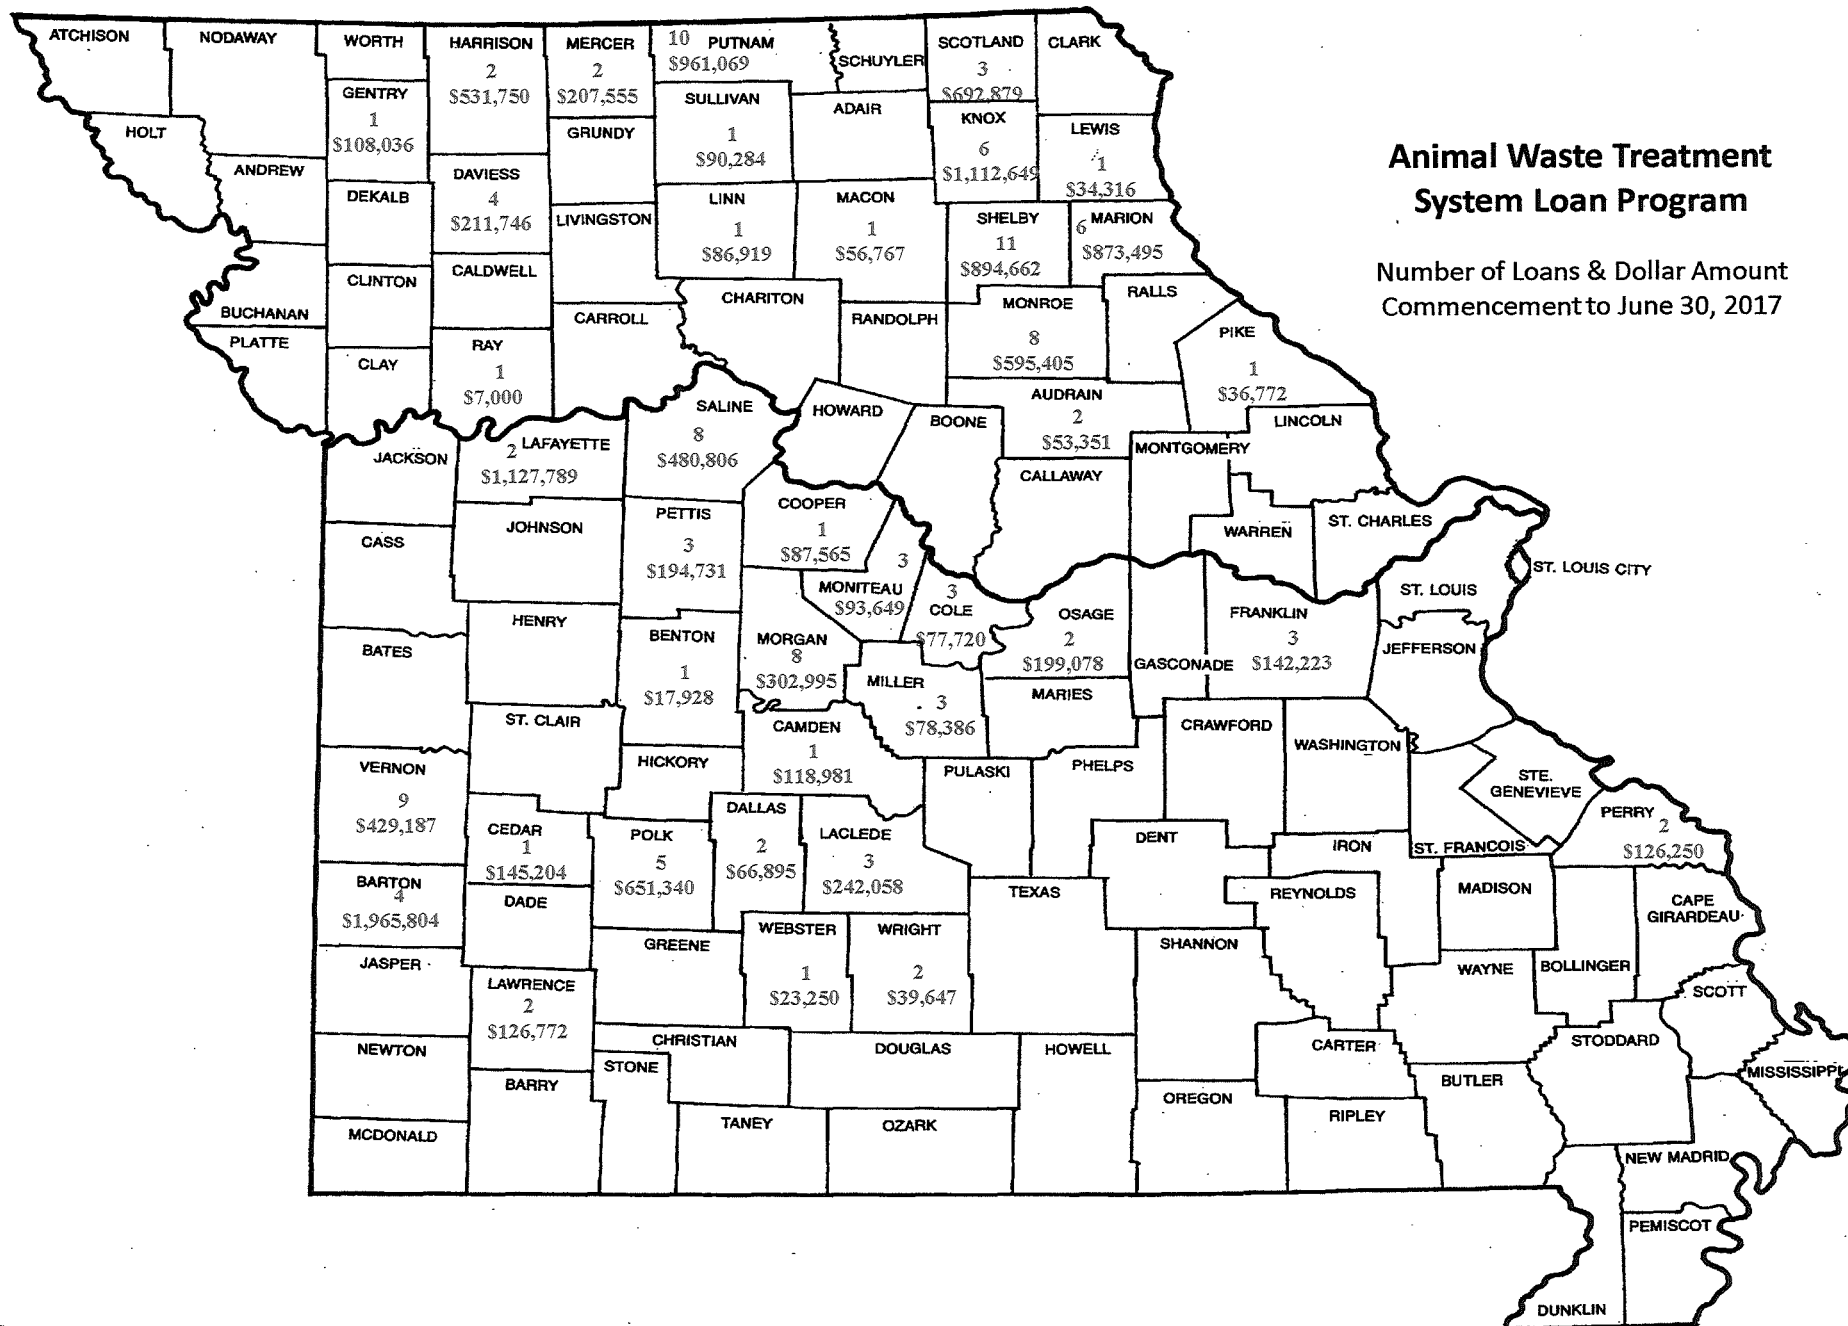 Animal Waste Treatment
System Loan Program
Number of Loans & Dollar Amount
Commencement to June 30, 2017
ATCHISON
NODAWAY
WORTH
HARRISON
2
$531,750
MERCER
2
$207,555
10 PUTNAM
$961,069
SCHUYLER
SCOTLAND
3
$692,879
CLARK
HOLT
ANDREW
GENTRY
1
$108,036
GRUNDY
SULLIVAN
1
$90,284
ADAIR
KNOX
6
$1,112,649
LEWIS
1
$34,316
DEKALB
DAVIESS
4
$211,746
LIVINGSTON
LINN
1
$86,919
MACON
1
$56,767
SHELBY
11
$894,662
6 MARION
$873,495
BUCHANAN
CLINTON
CALDWELL
CARROLL
CHARITON
RANDOLPH
MONROE
8
$595,405
RALLS
PIKE
1
$36,772
PLATTE
CLAY
RAY
1
$7,000
SALINE
8
$480,806
HOWARD
BOONE
AUDRAIN
2
$53,351
MONTGOMERY
LINCOLN
JACKSON
2 LAFAYETTE
$1,127,789
COOPER
1
$87,565
CALLAWAY
WARREN
ST. CHARLES
ST. LOUIS CITY
ST. LOUIS
CASS
JOHNSON
PETTIS
3
$194,731
3
MONITEAU
$93,649
3
COLE
$77,720
OSAGE
2
$199,078
GASCONADE
FRANKLIN
3
$142,223
JEFFERSON
BATES
HENRY
BENTON
1
$17,928
MORGAN
8
$302,995
MILLER
3
$78,386
MARIES
CRAWFORD
WASHINGTON
ST. CLAIR
HICKORY
CAMDEN
1
$118,981
PULASKI
PHELPS
STE.
GENEVIEVE
VERNON
9
$429,187
CEDAR
1
$145,204
POLK
5
$651,340
DALLAS
2
$66,895
LACLEDE
3
$242,058
DENT
IRON
ST. FRANCOIS
PERRY 2
$126,250
BARTON
4
$1,965,804
DADE
TEXAS
REYNOLDS
MADISON
CAPE
GIRARDEAU
JASPER
GREENE
WEBSTER
1
$23,250
WRIGHT
2
$39,647
SHANNON
WAYNE
BOLLINGER
SCOTT
LAWRENCE
2
$126,772
NEWTON
CHRISTIAN
STONE
DOUGLAS
HOWELL
CARTER
STODDARD
MISSISSIPPI
BARRY
OREGON
BUTLER
RIPLEY
MCDONALD
TANEY
OZARK
NEW MADRID
PEMISCOT
DUNKLIN